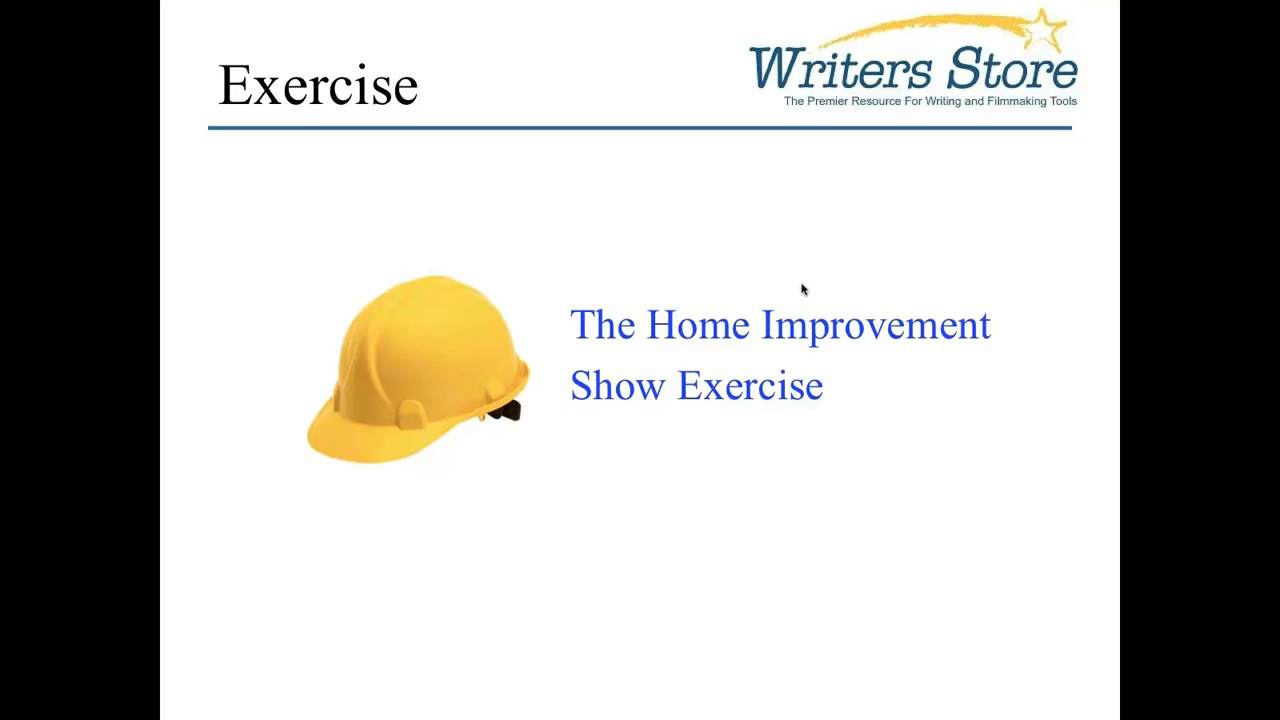 Exercise
Writers Store
The Premier Resource For Writing and Filmmaking Tools
The Home Improvement
Show Exercise